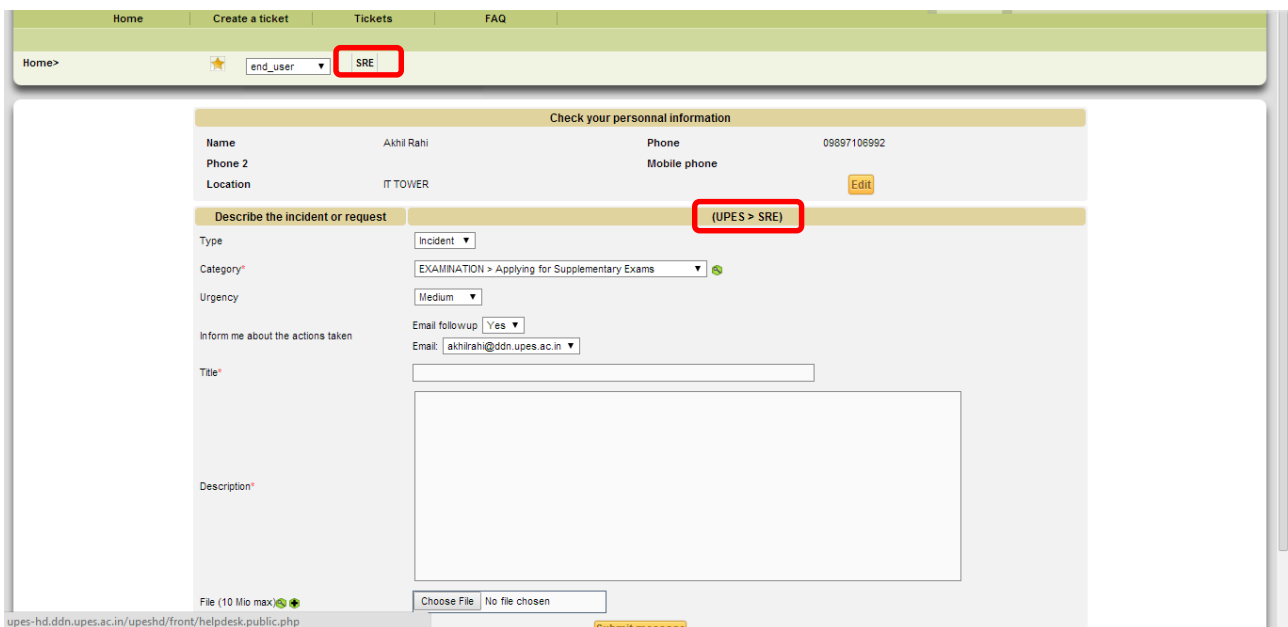 Home Create a ticket Tickets FAQ
Home> end_user SRE
Check your personnal information
Name Akhil Rahi Phone 09897106992
Phone 2 Mobile phone
Location IT TOWER Edit
Describe the incident or request (UPES > SRE)
Type Incident
Category* EXAMINATION > Applying for Supplementary Exams
Urgency Medium
Inform me about the actions taken Email followup Yes
Email: akhilrahi@ddn.upes.ac.in
Title*
Description*
File (10 Mio max) Choose File No file chosen
upes-hd.ddn.upes.ac.in/upeshd/front/helpdesk.public.php Submit message